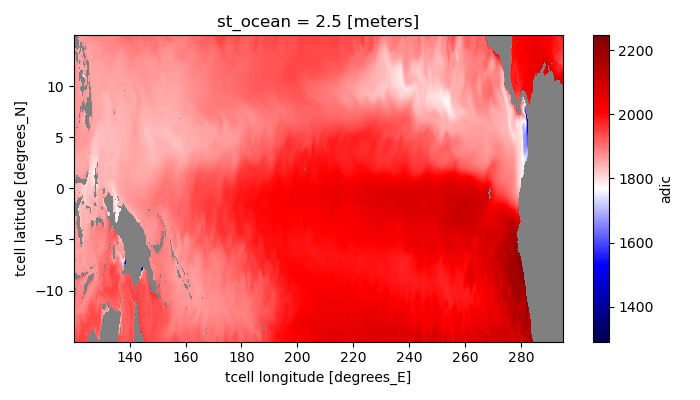 st_ocean = 2.5 [meters]
tcell latitude [degrees_N]
10
5
0
−5
−10
140 160 180 200 220 240 260 280
tcell longitude [degrees_E]
2200
2000
1800
1600
1400
adic